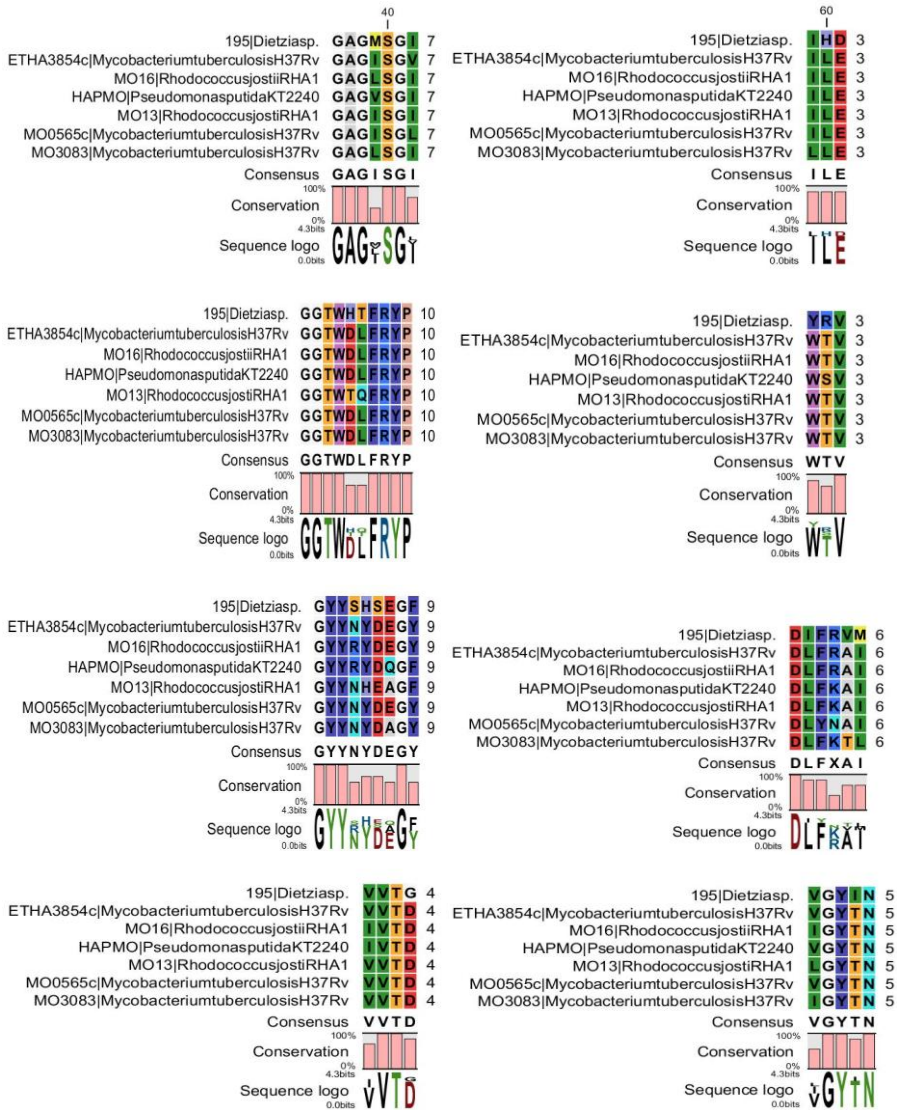 40
195|Dietziasp. GAGMSGI 7
ETHA3854c|MycobacteriumtuberculosisH37Rv GAGISGV 7
MO16|RhodococcusjostiiRHA1 GAGLSGI 7
HAPMO|PseudomonasputidaKT2240 GAGVSGI 7
MO13|RhodococcusjostiRHA1 GAGISGI 7
MO0565c|MycobacteriumtuberculosisH37Rv GAGISGL 7
MO3083|MycobacteriumtuberculosisH37Rv GAGLSGI 7
Consensus GAGISGI
100%
Conservation
0%
4.3bits
Sequence logo
0.0bits
60
195|Dietziasp. IHD 3
ETHA3854c|MycobacteriumtuberculosisH37Rv ILE 3
MO16|RhodococcusjostiiRHA1 ILE 3
HAPMO|PseudomonasputidaKT2240 ILE 3
MO13|RhodococcusjostiRHA1 ILE 3
MO0565c|MycobacteriumtuberculosisH37Rv ILE 3
MO3083|MycobacteriumtuberculosisH37Rv LLE 3
Consensus ILE
100%
Conservation
0%
4.3bits
Sequence logo
0.0bits
195|Dietziasp. GGTWHTFRYP 10
ETHA3854c|MycobacteriumtuberculosisH37Rv GGTWDLFRYP 10
MO16|RhodococcusjostiiRHA1 GGTWDLFRYP 10
HAPMO|PseudomonasputidaKT2240 GGTWDLFRYP 10
MO13|RhodococcusjostiRHA1 GGTWTQFRYP 10
MO0565c|MycobacteriumtuberculosisH37Rv GGTWDLFRYP 10
MO3083|MycobacteriumtuberculosisH37Rv GGTWDLFRYP 10
Consensus GGTWDLFRYP
100%
Conservation
0%
4.3bits
Sequence logo
0.0bits
195|Dietziasp. YRV 3
ETHA3854c|MycobacteriumtuberculosisH37Rv WTV 3
MO16|RhodococcusjostiiRHA1 WTV 3
HAPMO|PseudomonasputidaKT2240 WSV 3
MO13|RhodococcusjostiRHA1 WTV 3
MO0565c|MycobacteriumtuberculosisH37Rv WTV 3
MO3083|MycobacteriumtuberculosisH37Rv WTV 3
Consensus WTV
100%
Conservation
0%
4.3bits
Sequence logo
0.0bits
195|Dietziasp. GYYSHSEGF 9
ETHA3854c|MycobacteriumtuberculosisH37Rv GYYNYDEGY 9
MO16|RhodococcusjostiiRHA1 GYYRYDEGY 9
HAPMO|PseudomonasputidaKT2240 GYYRYDQGF 9
MO13|RhodococcusjostiRHA1 GYYNHEAGF 9
MO0565c|MycobacteriumtuberculosisH37Rv GYYNYDEGY 9
MO3083|MycobacteriumtuberculosisH37Rv GYYNYDAGY 9
Consensus GYYNYDEGY
100%
Conservation
0%
4.3bits
Sequence logo
0.0bits
195|Dietziasp. DIFRVM 6
ETHA3854c|MycobacteriumtuberculosisH37Rv DLFRAI 6
MO16|RhodococcusjostiiRHA1 DLFRAI 6
HAPMO|PseudomonasputidaKT2240 DLFKAI 6
MO13|RhodococcusjostiRHA1 DLFKAI 6
MO0565c|MycobacteriumtuberculosisH37Rv DLYNAI 6
MO3083|MycobacteriumtuberculosisH37Rv DLFKTL 6
Consensus DLFXAI
100%
Conservation
0%
4.3bits
Sequence logo
0.0bits
195|Dietziasp. VVTG 4
ETHA3854c|MycobacteriumtuberculosisH37Rv VVTD 4
MO16|RhodococcusjostiiRHA1 IVTD 4
HAPMO|PseudomonasputidaKT2240 IVTD 4
MO13|RhodococcusjostiRHA1 VVTD 4
MO0565c|MycobacteriumtuberculosisH37Rv VVTD 4
MO3083|MycobacteriumtuberculosisH37Rv VVTD 4
Consensus VVTD
100%
Conservation
0%
4.3bits
Sequence logo
0.0bits
195|Dietziasp. VGYIN 5
ETHA3854c|MycobacteriumtuberculosisH37Rv VGYTN 5
MO16|RhodococcusjostiiRHA1 IGYTN 5
HAPMO|PseudomonasputidaKT2240 VGYTN 5
MO13|RhodococcusjostiRHA1 LGYTN 5
MO0565c|MycobacteriumtuberculosisH37Rv VGYTN 5
MO3083|MycobacteriumtuberculosisH37Rv IGYTN 5
Consensus VGYTN
100%
Conservation
0%
4.3bits
Sequence logo
0.0bits